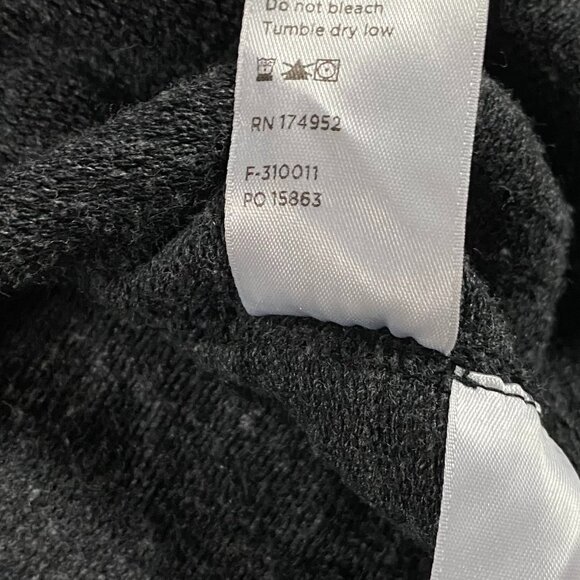 Do not bleach
Tumble dry low
RN 174952
F-310011
PO 15863